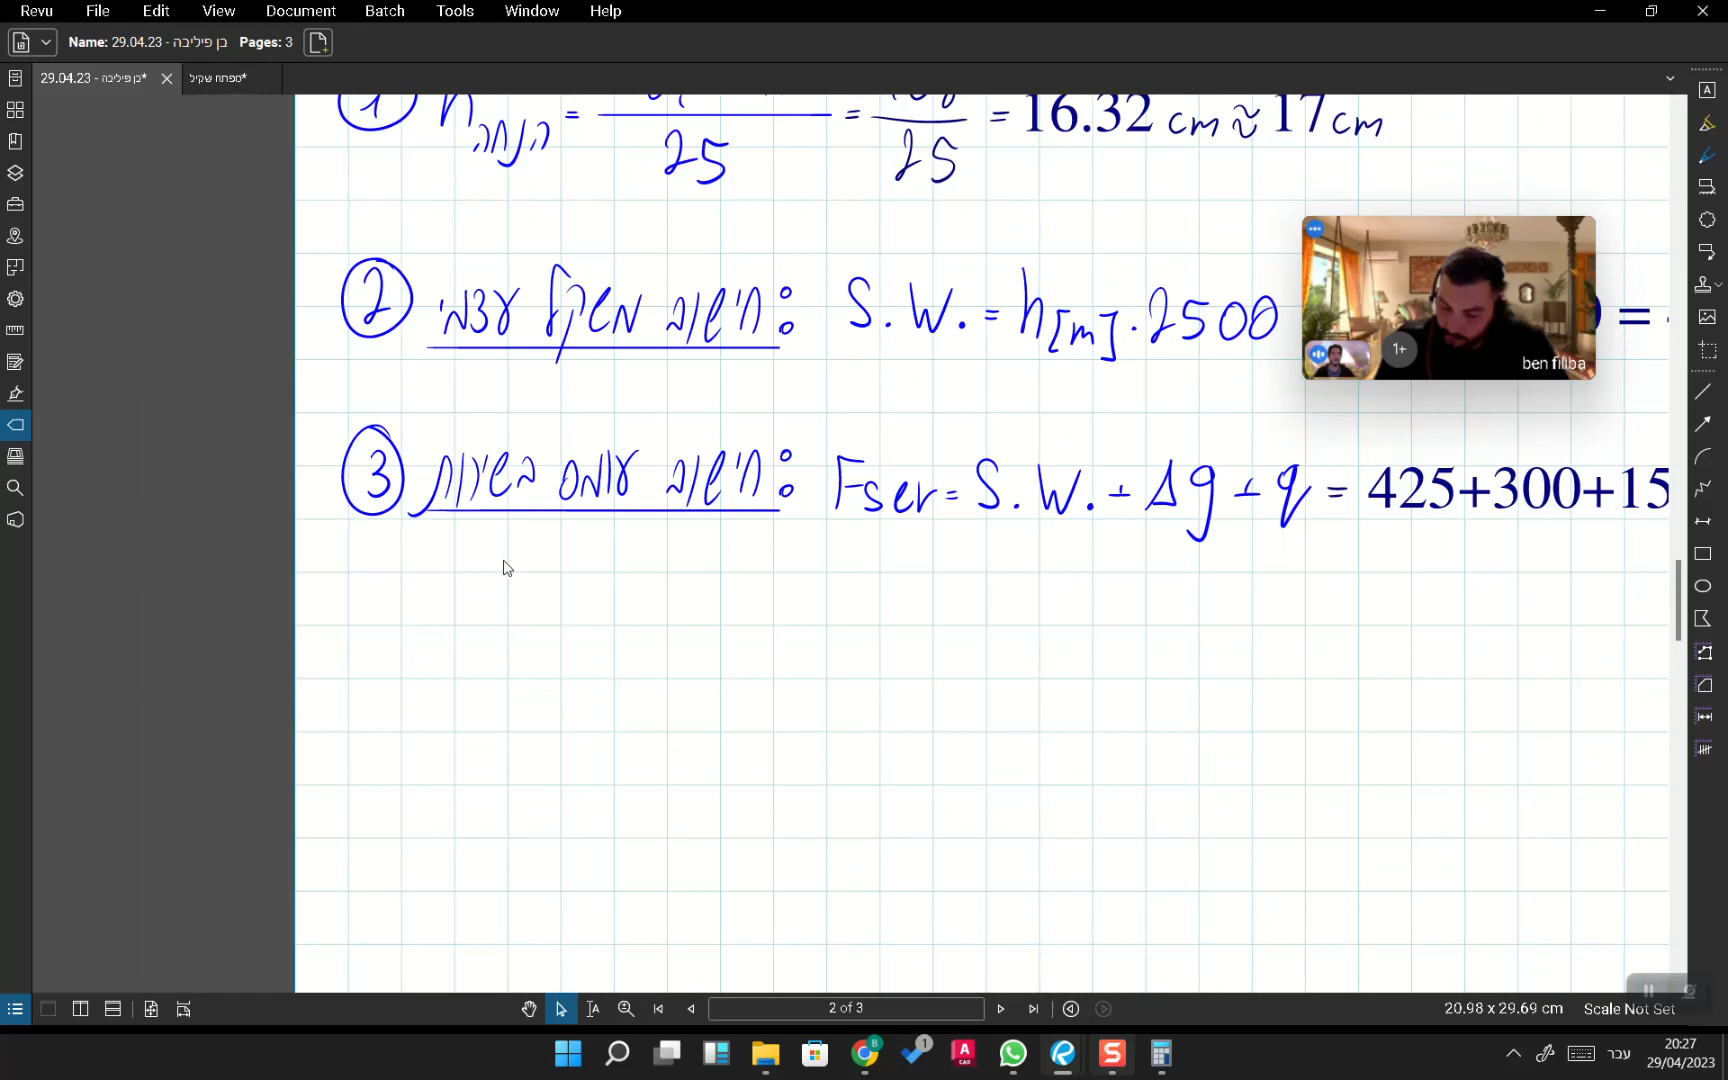 Revu File Edit View Document Batch Tools Window Help
Name: 29.04.23 - בן פיליבה Pages: 3
29.04.23 - בן פיליבה* מפתח שקיל*
① h הנחה = 25 = 25 = 16.32 cm ≈ 17 cm
② חישוב משקל עצמי: S.W. = h[m] · 2500 =
1+ ben filiba
③ חישוב עומס בשירות: Fser = S.W. + Δg + q = 425+300+15
2 of 3 20.98 x 29.69 cm Scale Not Set
1 עבר 20:27
29/04/2023